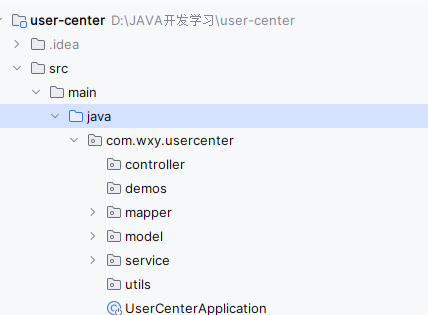 user-center D:\JAVA开发学习\user-center
.idea
src
main
java
com.wxy.usercenter
controller
demos
mapper
model
service
utils
UserCenterApplication